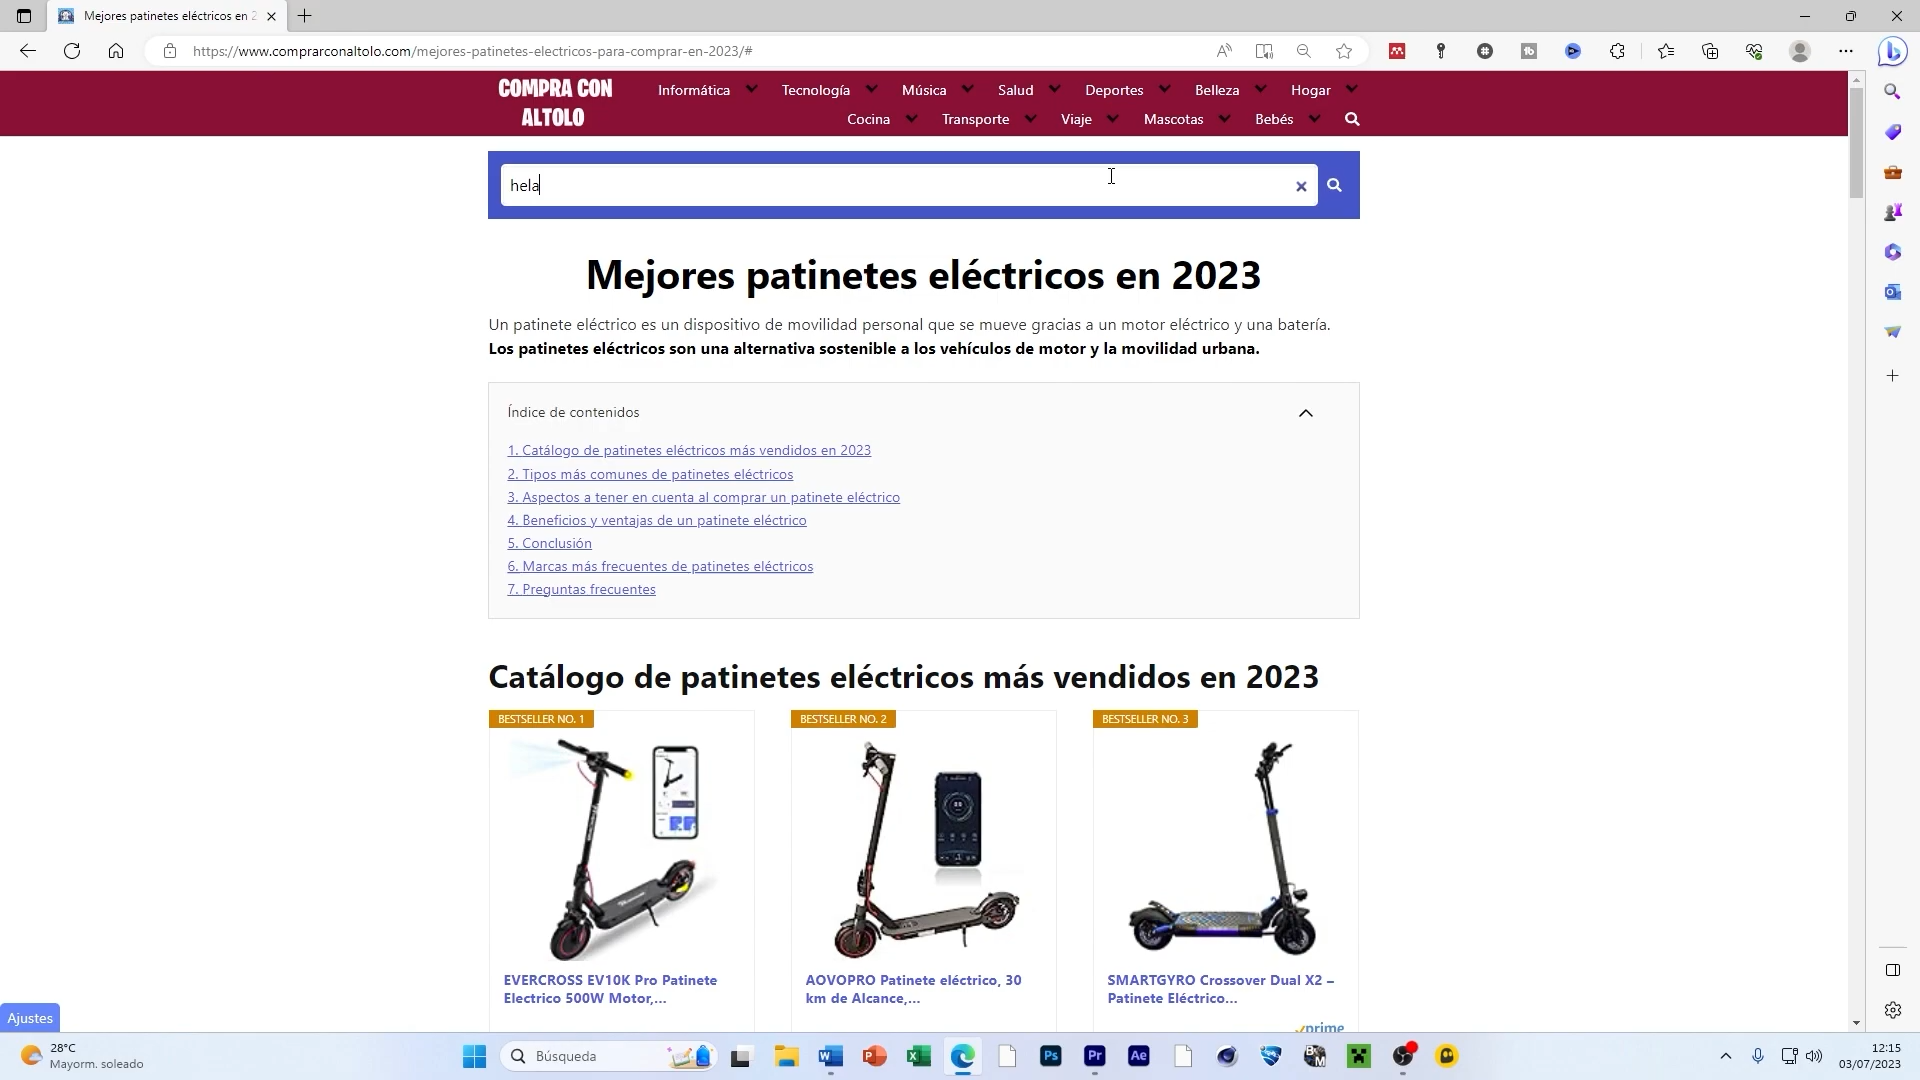 Mejores patinetes eléctricos en 2
https://www.comprarconaltolo.com/mejores-patinetes-electricos-para-comprar-en-2023/#
COMPRA CON
ALTOLO
Informática Tecnología Música Salud Deportes Belleza Hogar
Cocina Transporte Viaje Mascotas Bebés
hela
Mejores patinetes eléctricos en 2023
Un patinete eléctrico es un dispositivo de movilidad personal que se mueve gracias a un motor eléctrico y una batería.
Los patinetes eléctricos son una alternativa sostenible a los vehículos de motor y la movilidad urbana.
Índice de contenidos
1. Catálogo de patinetes eléctricos más vendidos en 2023
2. Tipos más comunes de patinetes eléctricos
3. Aspectos a tener en cuenta al comprar un patinete eléctrico
4. Beneficios y ventajas de un patinete eléctrico
5. Conclusión
6. Marcas más frecuentes de patinetes eléctricos
7. Preguntas frecuentes
Catálogo de patinetes eléctricos más vendidos en 2023
BESTSELLER NO. 1 BESTSELLER NO. 2 BESTSELLER NO. 3
EVERCROSS EV10K Pro Patinete
Electrico 500W Motor,...
AOVOPRO Patinete eléctrico, 30
km de Alcance,...
SMARTGYRO Crossover Dual X2 –
Patinete Eléctrico...
prime
Ajustes
28°C
Mayorm. soleado
Búsqueda
Ps
Pr
Ae
12:15
03/07/2023